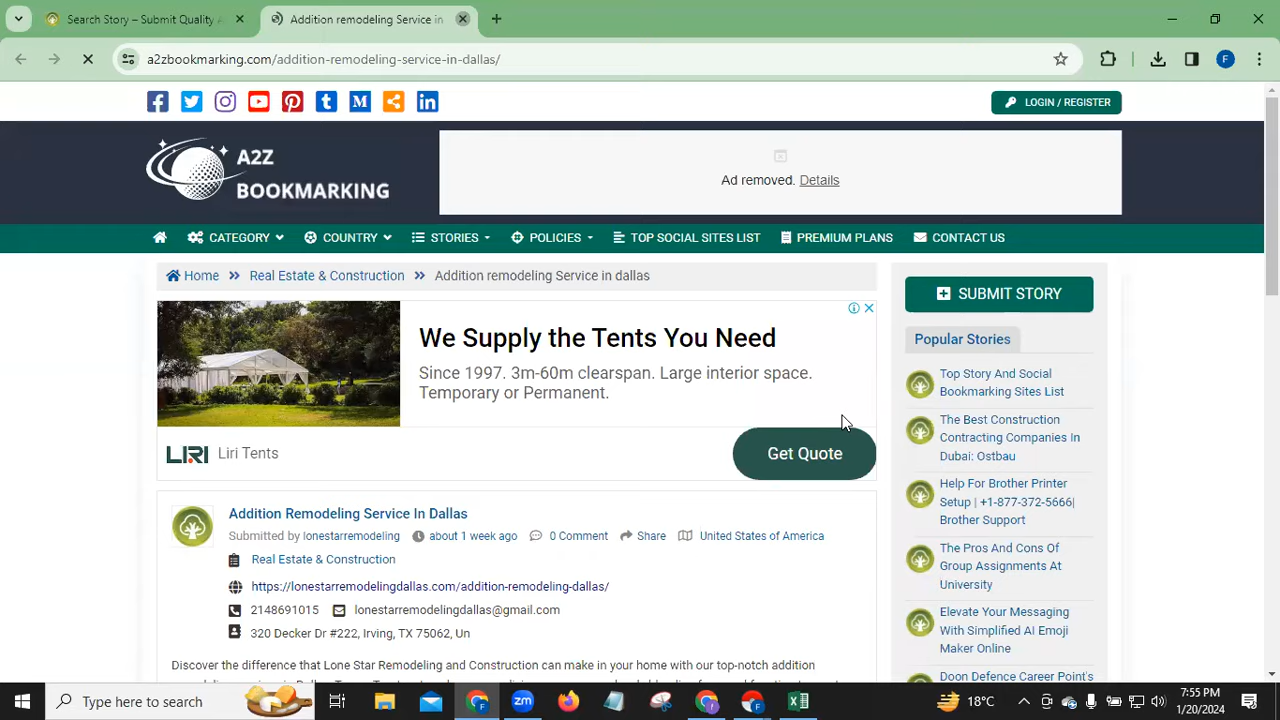 Search Story – Submit Quality A
Addition remodeling Service in
a2zbookmarking.com/addition-remodeling-service-in-dallas/
F
LOGIN / REGISTER
A2Z
BOOKMARKING
Ad removed. Details
CATEGORY
COUNTRY
STORIES
POLICIES
TOP SOCIAL SITES LIST
PREMIUM PLANS
CONTACT US
Home » Real Estate & Construction » Addition remodeling Service in dallas
We Supply the Tents You Need
Since 1997. 3m-60m clearspan. Large interior space.
Temporary or Permanent.
LIRI Liri Tents
Get Quote
Addition Remodeling Service In Dallas
Submitted by lonestarremodeling about 1 week ago 0 Comment Share United States of America
Real Estate & Construction
https://lonestarremodelingdallas.com/addition-remodeling-dallas/
2148691015 lonestarremodelingdallas@gmail.com
320 Decker Dr #222, Irving, TX 75062, Un
Discover the difference that Lone Star Remodeling and Construction can make in your home with our top-notch addition
SUBMIT STORY
Popular Stories
Top Story And Social
Bookmarking Sites List
The Best Construction
Contracting Companies In
Dubai: Ostbau
Help For Brother Printer
Setup | +1-877-372-5666|
Brother Support
The Pros And Cons Of
Group Assignments At
University
Elevate Your Messaging
With Simplified AI Emoji
Maker Online
Doon Defence Career Point's
Type here to search
18°C
7:55 PM
1/20/2024